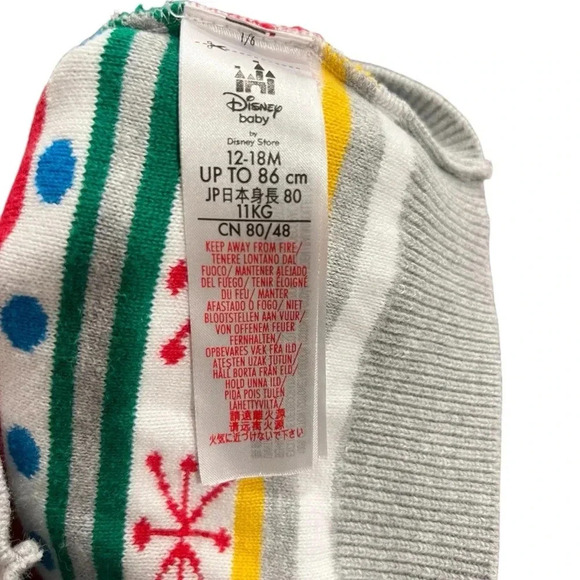 1/6
Disney
baby
by
Disney Store
12-18M
UP TO 86 cm
JP日本身長 80
11KG
CN 80/48
KEEP AWAY FROM FIRE/
TENERE LONTANO DAL
FUOCO/ MANTENER ALEJADO
DEL FUEGO/ TENIR ÉLOIGNÉ
DU FEU/ MANTER
AFASTADO O FOGO/ NIET
BLOOTSTELLEN AAN VUUR/
VON OFFENEM FEUER
FERNHALTEN/
OPBEVARES VÆK FRA ILD/
ATEŞTEN UZAK TUTUN/
HÅLL BORTA FRÅN ELD/
HOLD UNNA ILD/
PIDÄ POIS TULEN
LÄHETTYVILTÄ/
請遠離火源
请远离火源
火気に近づけないで下さい